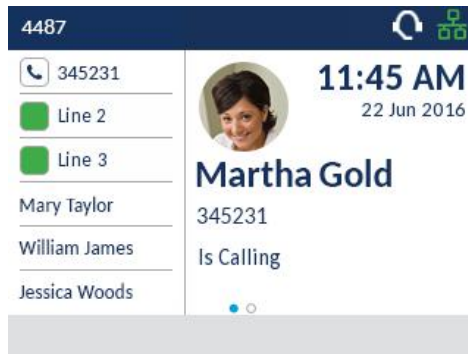 4487
345231
Line 2
Line 3
Mary Taylor
William James
Jessica Woods
11:45 AM
22 Jun 2016
Martha Gold
345231
Is Calling